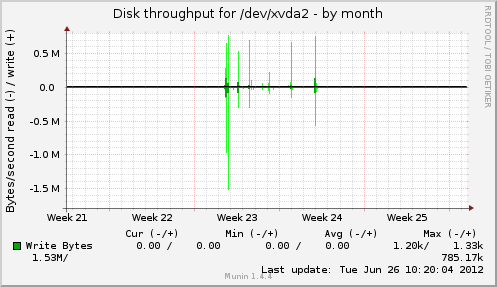 Disk throughput for /dev/xvda2 - by month
RRDTOOL / TOBI OETIKER
Bytes/second read (-) / write (+)
0.5 M
0.0
-0.5 M
-1.0 M
-1.5 M
Week 21 Week 22 Week 23 Week 24 Week 25
Cur (-/+) Min (-/+) Avg (-/+) Max (-/+)
Write Bytes 0.00 / 0.00 0.00 / 0.00 1.20k/ 1.33k
1.53M/ 785.17k
Last update: Tue Jun 26 10:20:04 2012
Munin 1.4.4